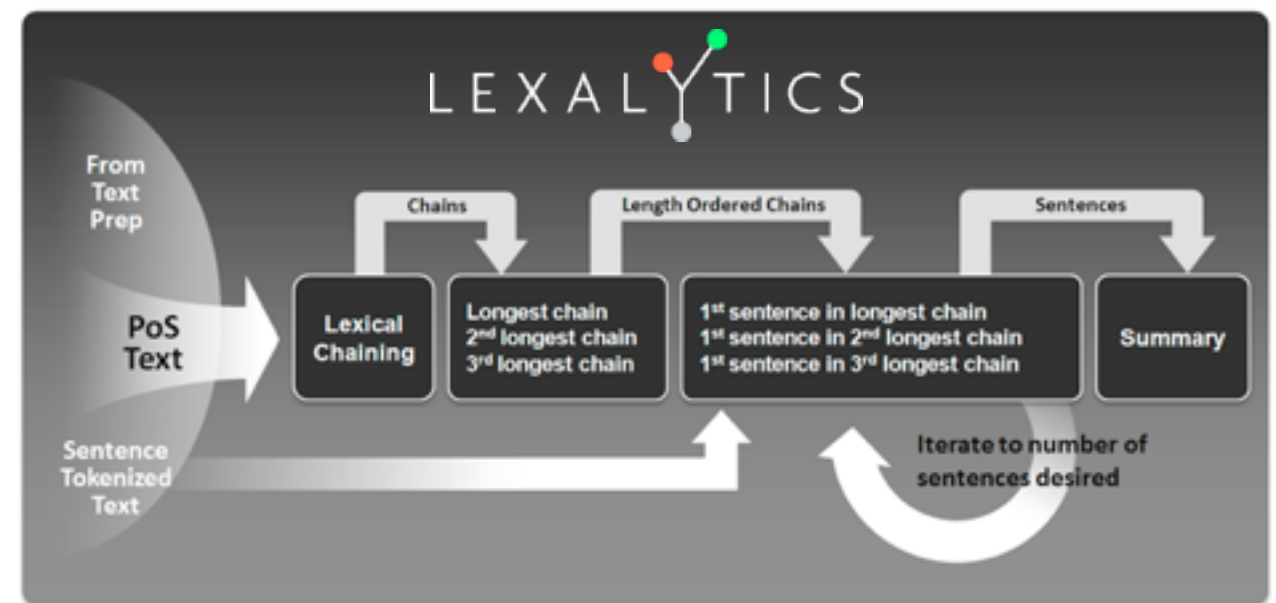 LEXALYTICS
From
Text
Prep
PoS
Text
Sentence
Tokenized
Text
Chains
Length Ordered Chains
Sentences
Lexical
Chaining
Longest chain
2nd longest chain
3rd longest chain
1st sentence in longest chain
1st sentence in 2nd longest chain
1st sentence in 3rd longest chain
Summary
Iterate to number of
sentences desired